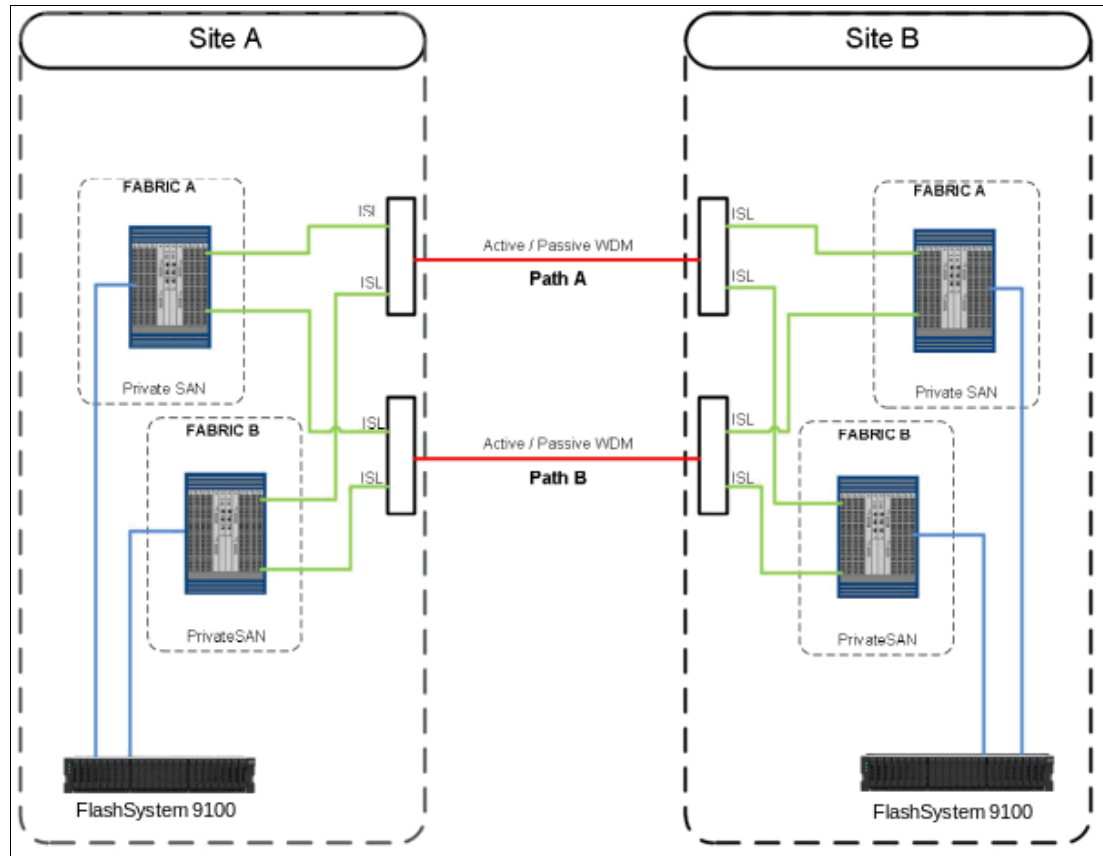 Site A
Site B
FABRIC A
FABRIC A
ISL
ISL
Active / Passive WDM
Path A
ISL
ISL
Private SAN
Private SAN
FABRIC B
FABRIC B
ISL
ISL
Active / Passive WDM
Path B
ISL
ISL
PrivateSAN
PrivateSAN
FlashSystem 9100
FlashSystem 9100